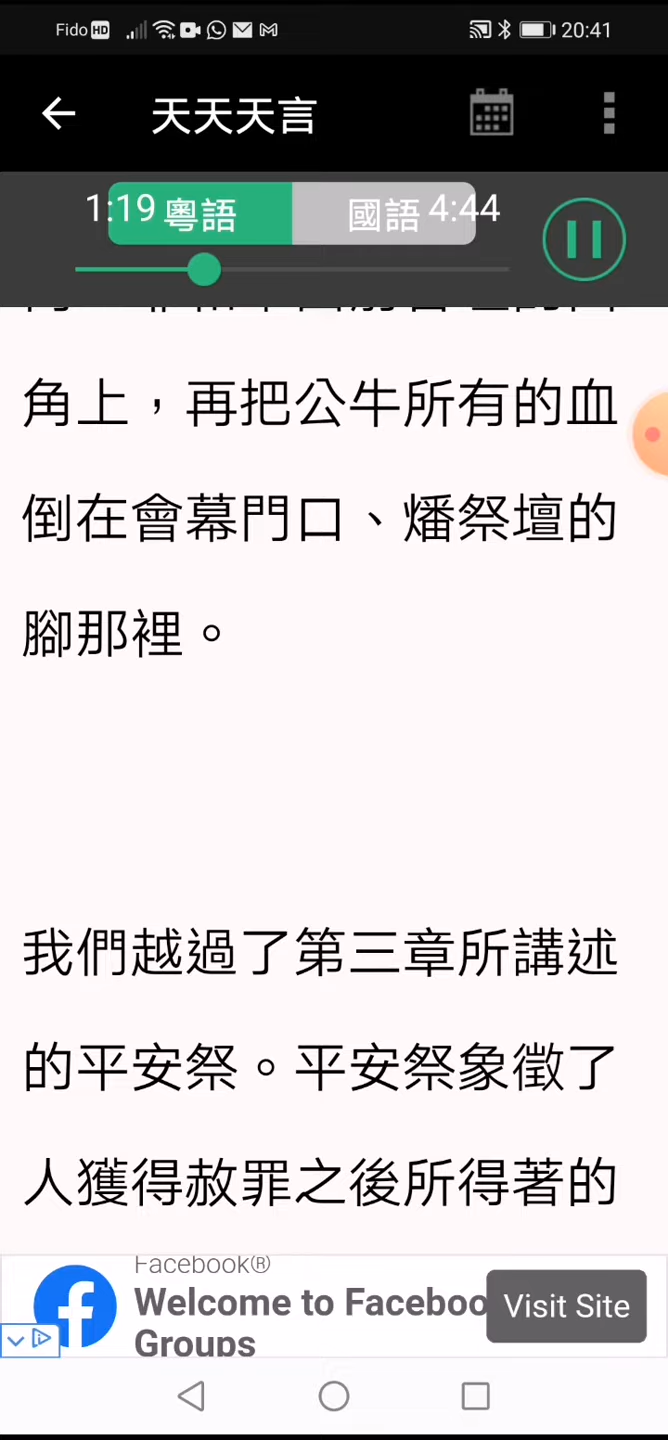 Fido HD 20:41
天天天言
1:19 粵語 國語 4:44
角上，再把公牛所有的血
倒在會幕門口、燔祭壇的
腳那裡。
我們越過了第三章所講述
的平安祭。平安祭象徵了
人獲得赦罪之後所得著的
Facebook®
Welcome to Faceboo
Groups
Visit Site